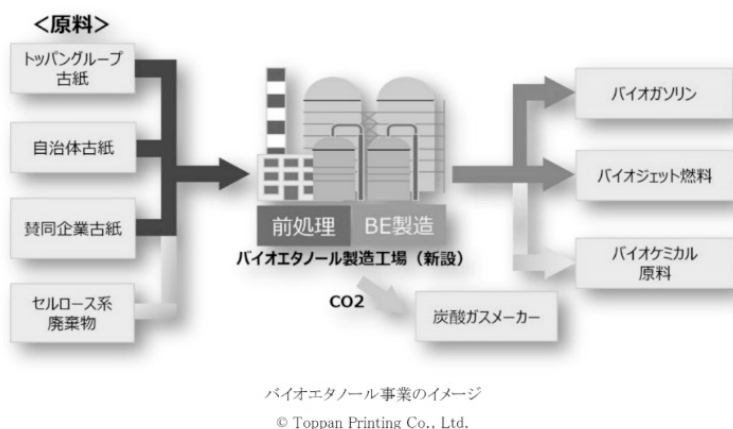 ＜原料＞
トッパングループ
古紙
自治体古紙
賛同企業古紙
セルロース系
廃棄物
前処理
BE製造
バイオエタノール製造工場（新設）
CO2
炭酸ガスメーカー
バイオガソリン
バイオジェット燃料
バイオケミカル
原料
バイオエタノール事業のイメージ
© Toppan Printing Co., Ltd.